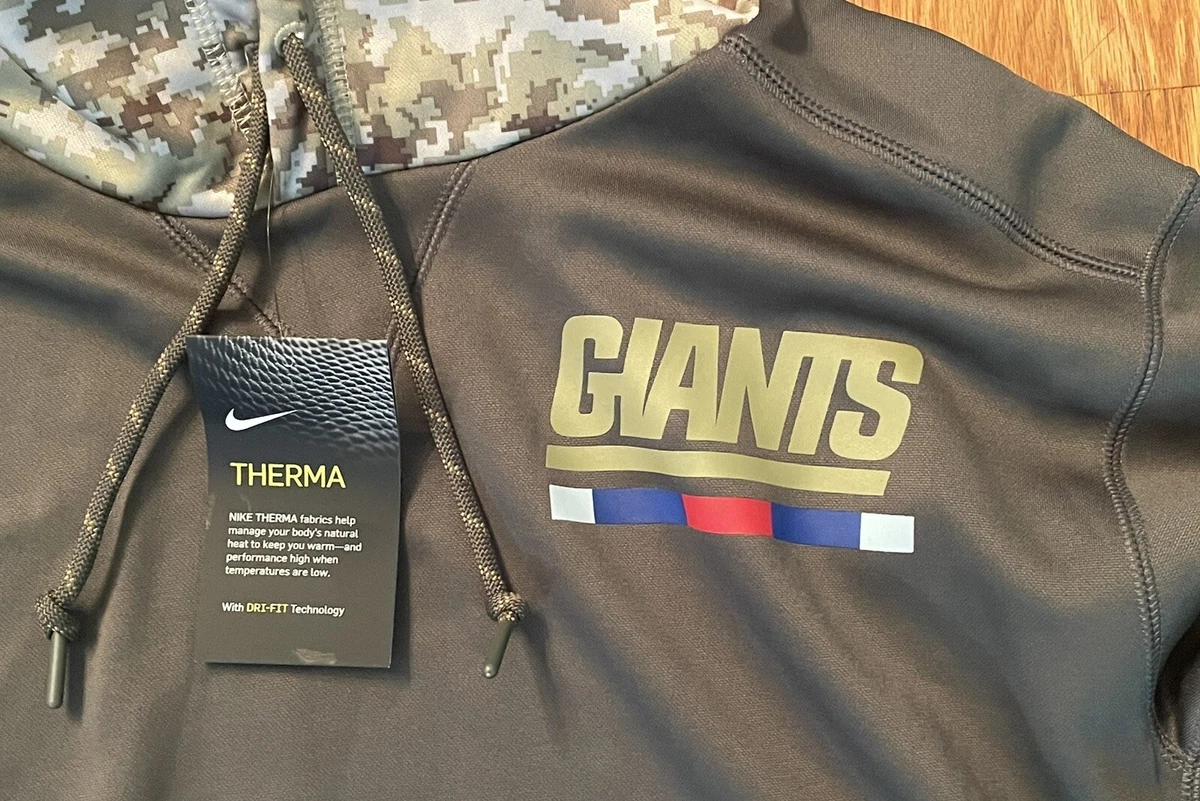 THERMA
NIKE THERMA fabrics help
manage your body's natural
heat to keep you warm—and
performance high when
temperatures are low.
With DRI-FIT Technology
GIANTS